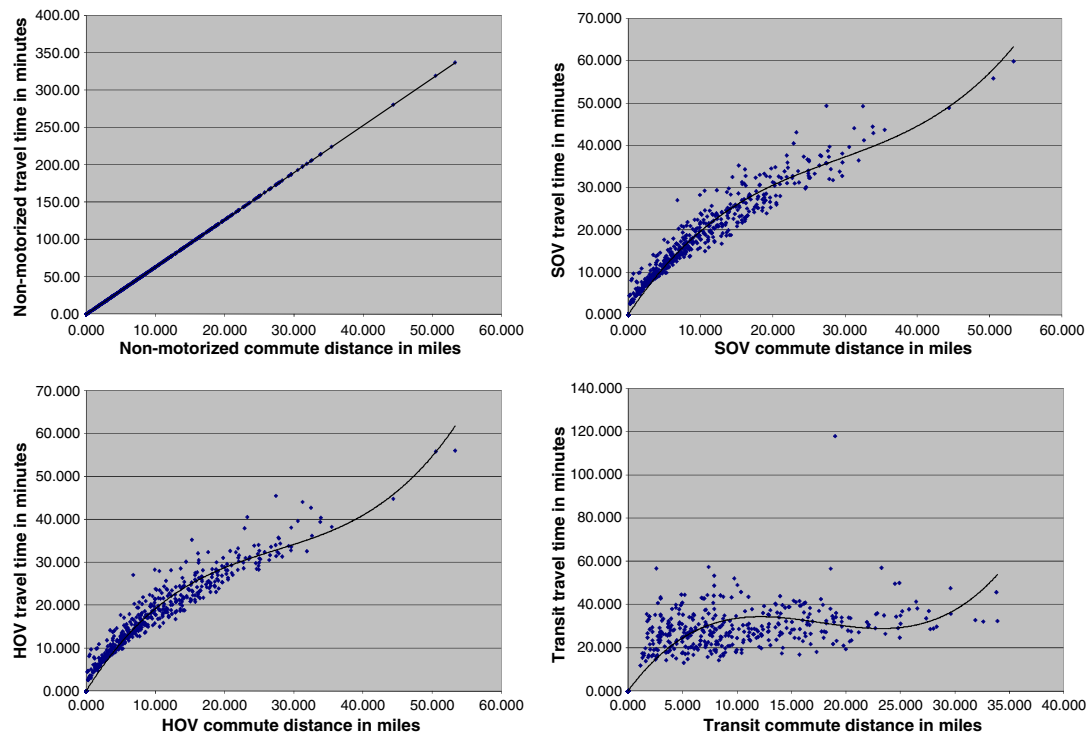 Non-motorized travel time in minutes
400.00
350.00
300.00
250.00
200.00
150.00
100.00
50.00
0.00
0.000 10.000 20.000 30.000 40.000 50.000 60.000
Non-motorized commute distance in miles
SOV travel time in minutes
70.000
60.000
50.000
40.000
30.000
20.000
10.000
0.000
0.000 10.000 20.000 30.000 40.000 50.000 60.000
SOV commute distance in miles
HOV travel time in minutes
70.000
60.000
50.000
40.000
30.000
20.000
10.000
0.000
0.000 10.000 20.000 30.000 40.000 50.000 60.000
HOV commute distance in miles
Transit travel time in minutes
140.000
120.000
100.000
80.000
60.000
40.000
20.000
0.000
0.000 5.000 10.000 15.000 20.000 25.000 30.000 35.000 40.000
Transit commute distance in miles